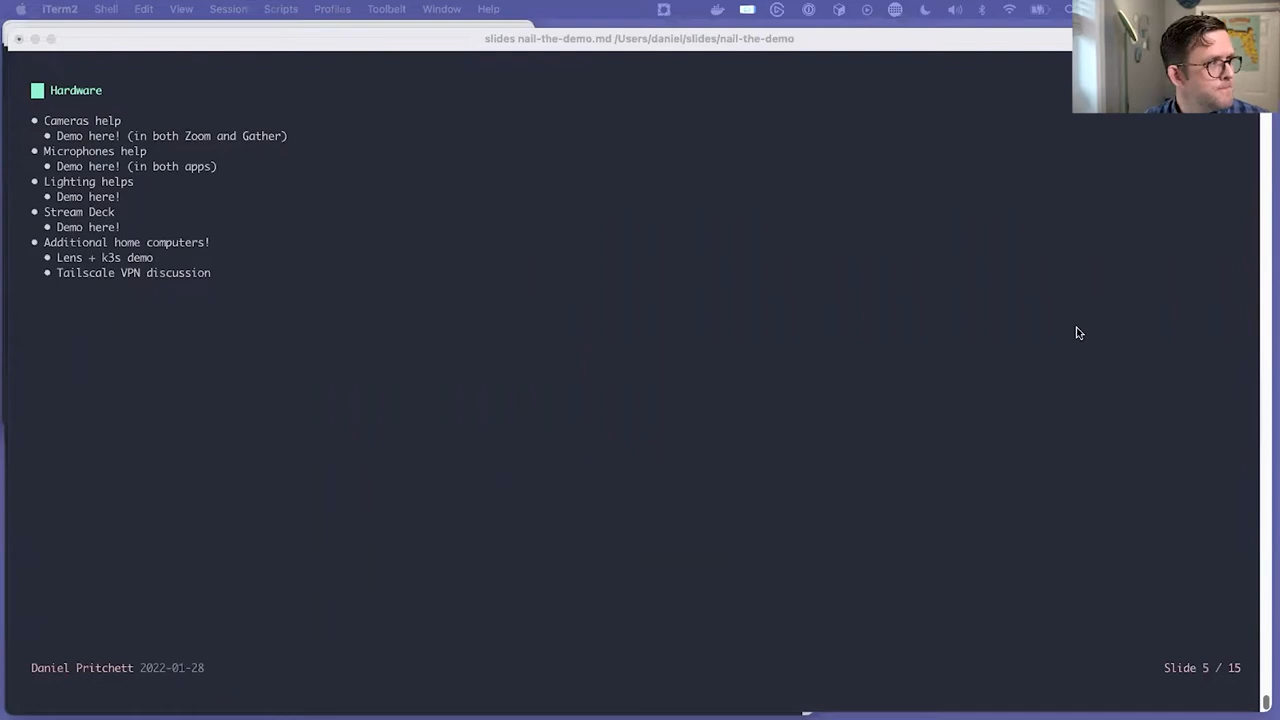 iTerm2 Shell Edit View Session Scripts Profiles Toolbelt Window Help
slides nail-the-demo.md /Users/daniel/slides/nail-the-demo
Hardware
• Cameras help
• Demo here! (in both Zoom and Gather)
• Microphones help
• Demo here! (in both apps)
• Lighting helps
• Demo here!
• Stream Deck
• Demo here!
• Additional home computers!
• Lens + k3s demo
• Tailscale VPN discussion
Daniel Pritchett 2022-01-28
Slide 5 / 15